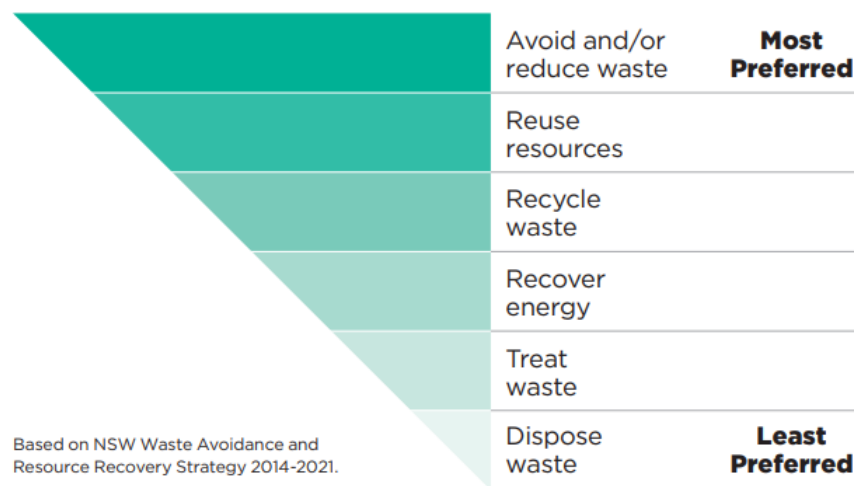 Avoid and/or
reduce waste
Most
Preferred
Reuse
resources
Recycle
waste
Recover
energy
Treat
waste
Dispose
waste
Least
Preferred
Based on NSW Waste Avoidance and
Resource Recovery Strategy 2014-2021.